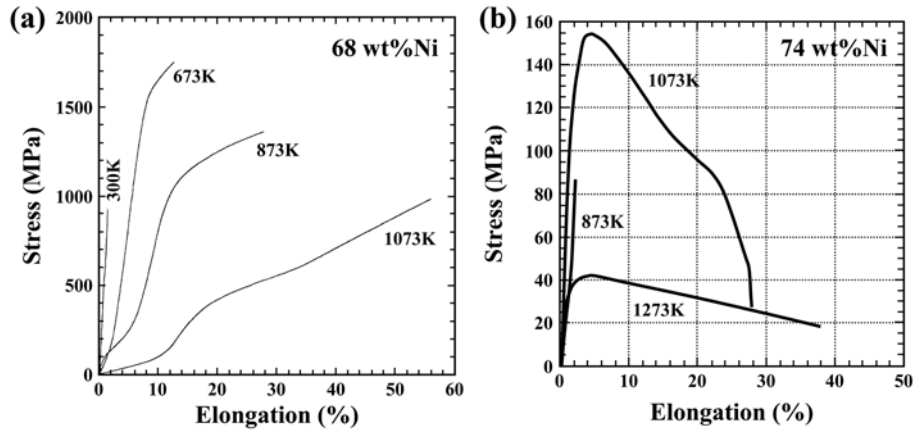 (a)
68 wt%Ni
2000
1500
1000
500
0
Stress (MPa)
300K
673K
873K
1073K
0 10 20 30 40 50 60
Elongation (%)
(b)
74 wt%Ni
160
140
120
100
80
60
40
20
0
Stress (MPa)
1073K
873K
1273K
0 10 20 30 40 50
Elongation (%)